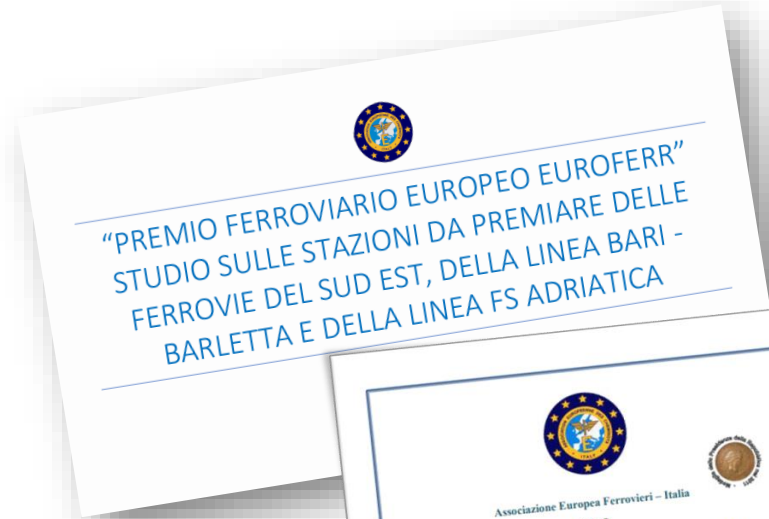 “PREMIO FERROVIARIO EUROPEO EUROFERR”
STUDIO SULLE STAZIONI DA PREMIARE DELLE
FERROVIE DEL SUD EST, DELLA LINEA BARI -
BARLETTA E DELLA LINEA FS ADRIATICA
Associazione Europea Ferrovieri – Italia